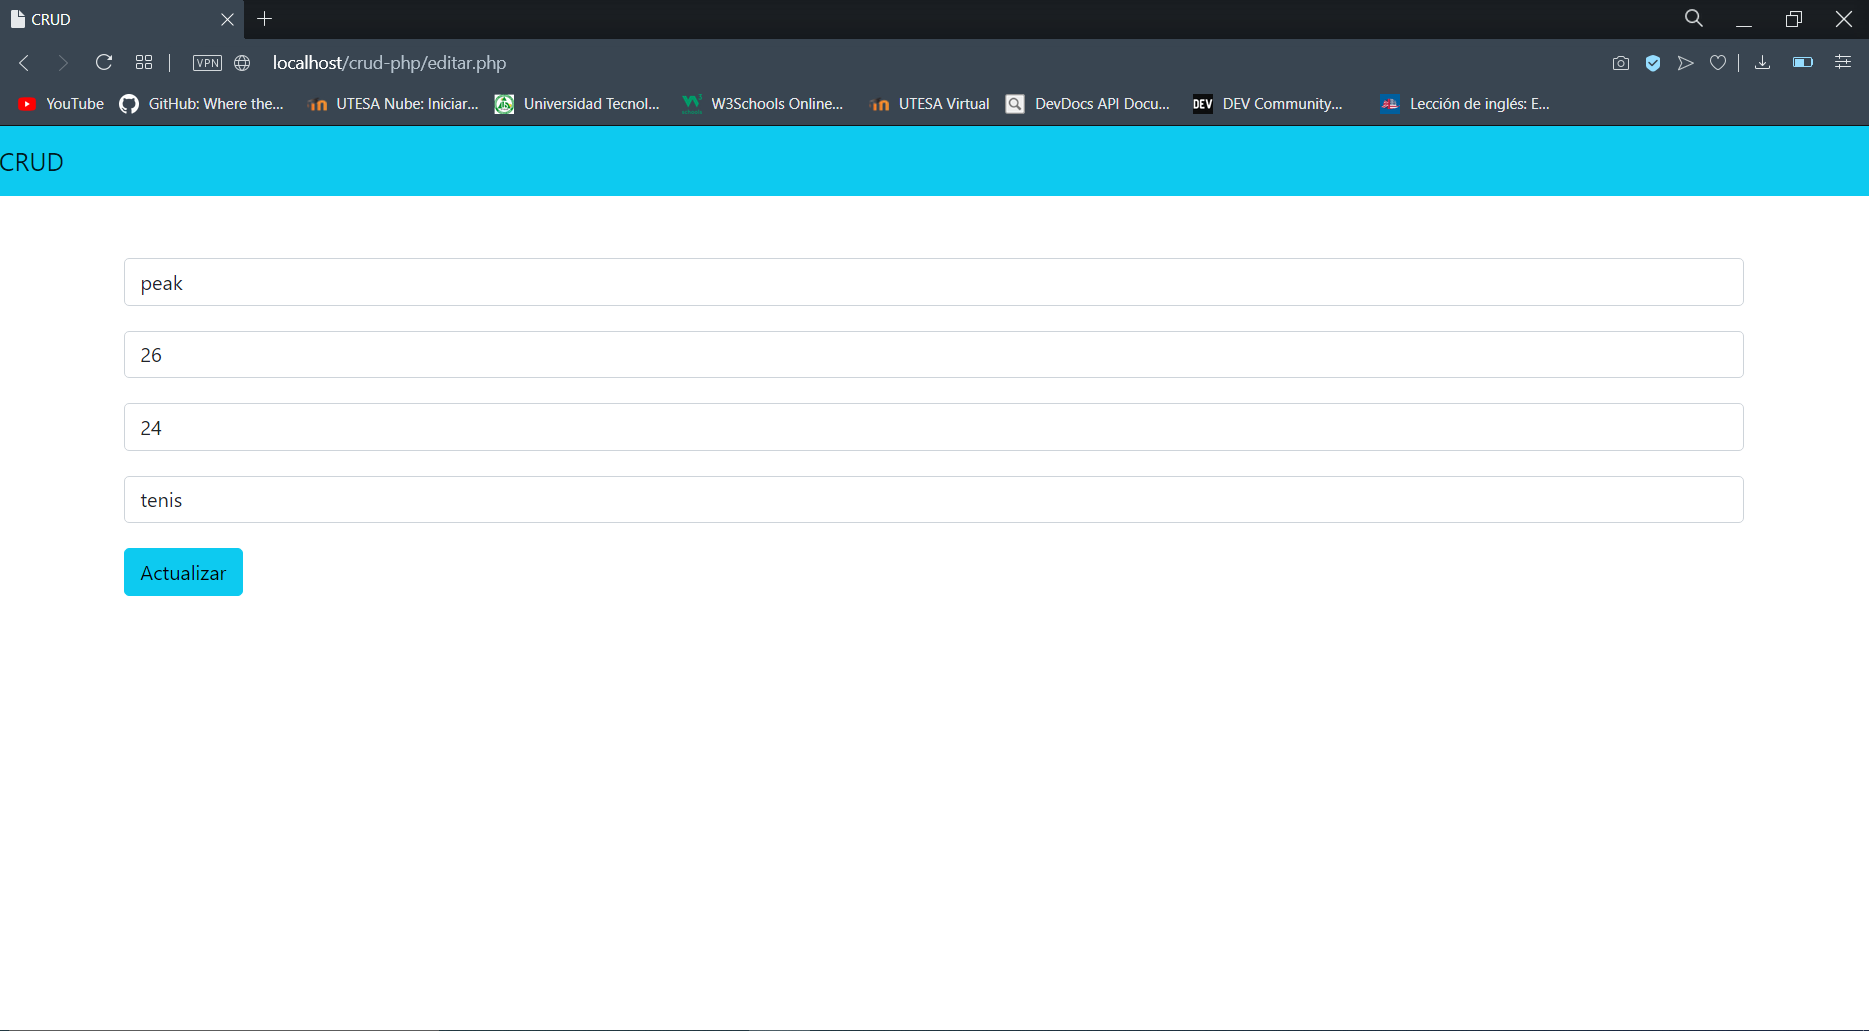 CRUD
VPN localhost/crud-php/editar.php
YouTube GitHub: Where the... UTESA Nube: Iniciar... Universidad Tecnol... W3Schools Online... UTESA Virtual DevDocs API Docu... DEV DEV Community... Lección de inglés: E...
CRUD
peak
26
24
tenis
Actualizar